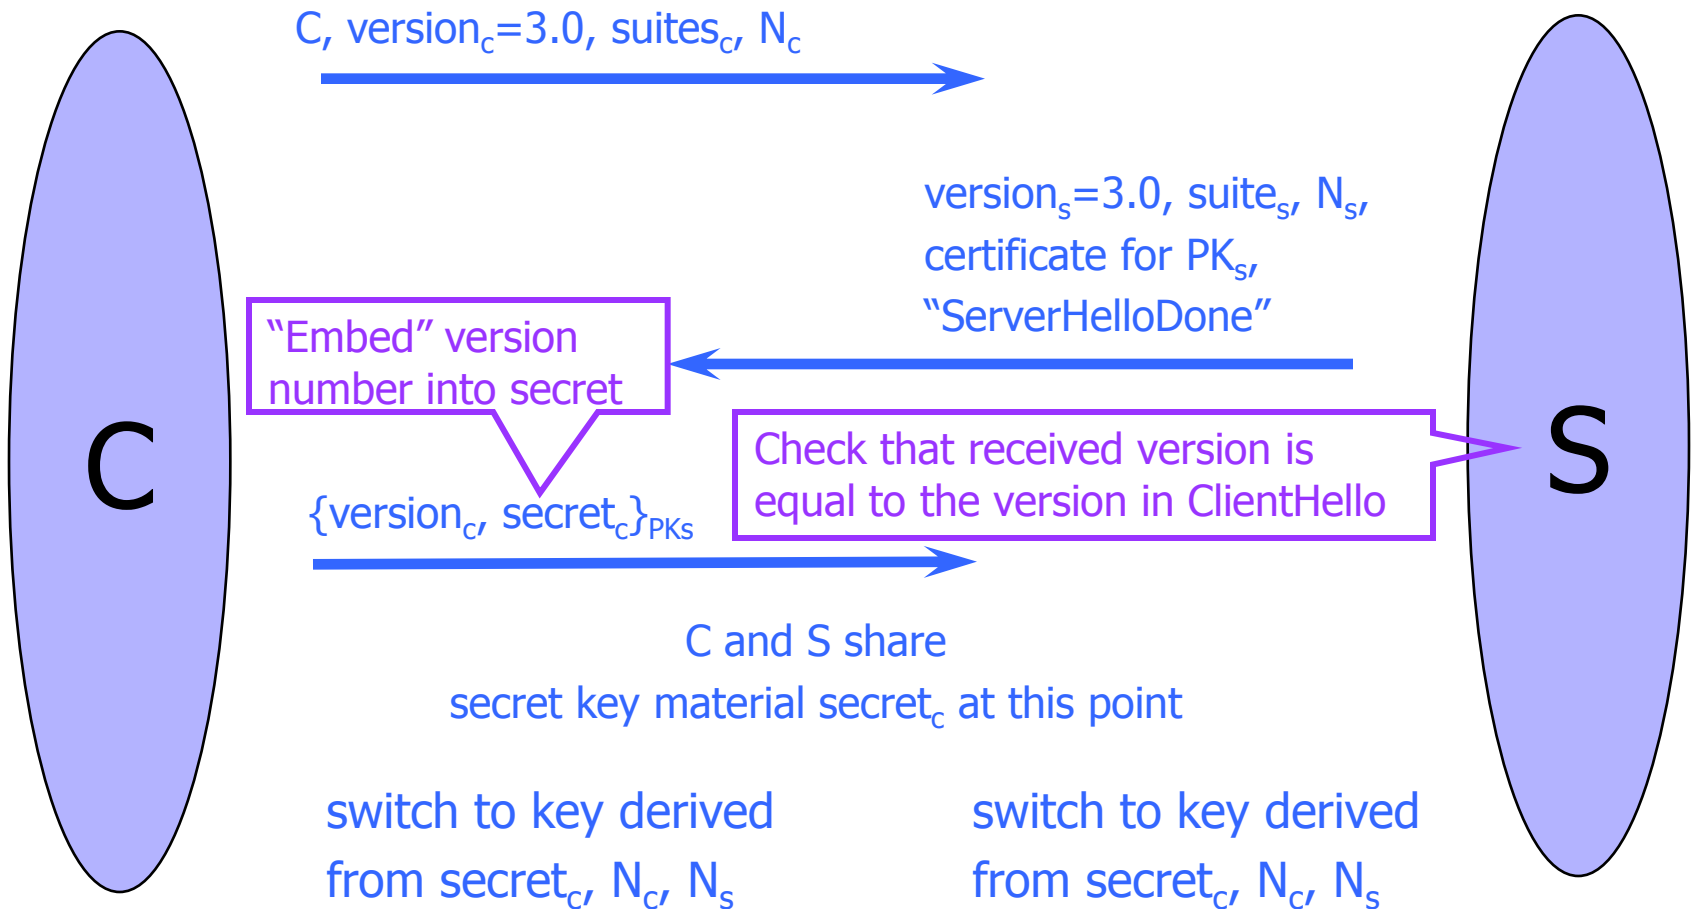 C, version_c=3.0, suites_c, N_c
version_s=3.0, suite_s, N_s,
certificate for PK_s,
“ServerHelloDone”
“Embed” version
number into secret
C
S
Check that received version is
equal to the version in ClientHello
{version_c, secret_c}_PKs
C and S share
secret key material secret_c at this point
switch to key derived
from secret_c, N_c, N_s
switch to key derived
from secret_c, N_c, N_s